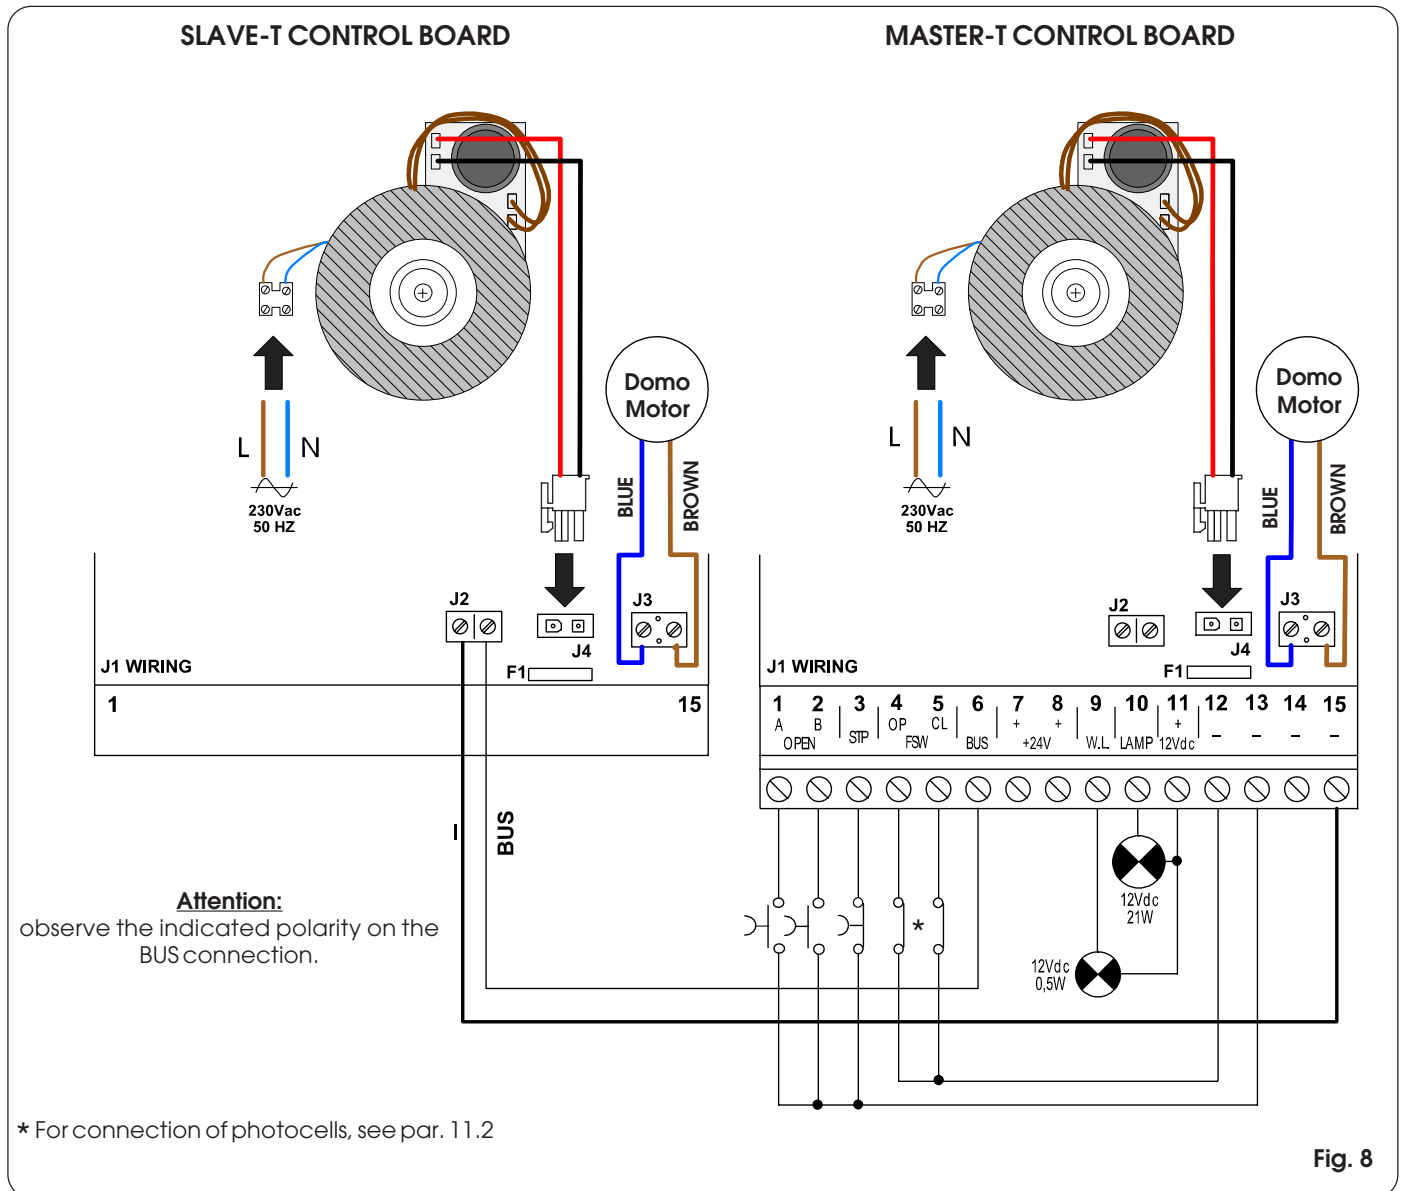 SLAVE-T CONTROL BOARD
MASTER-T CONTROL BOARD
Domo
Motor
L N
230Vac
50 HZ
BLUE
BROWN
J2
J3
J4
F1
J1 WIRING
1 15
Domo
Motor
L N
230Vac
50 HZ
BLUE
BROWN
J2
J3
J4
F1
J1 WIRING
1 2 3 4 5 6 7 8 9 10 11 12 13 14 15
A B OP CL + + + – – – –
OPEN STP FSW BUS +24V W.L. LAMP 12Vdc
– BUS
*
12Vdc
21W
12Vdc
0,5W
Attention:
observe the indicated polarity on the
BUS connection.
* For connection of photocells, see par. 11.2
Fig. 8